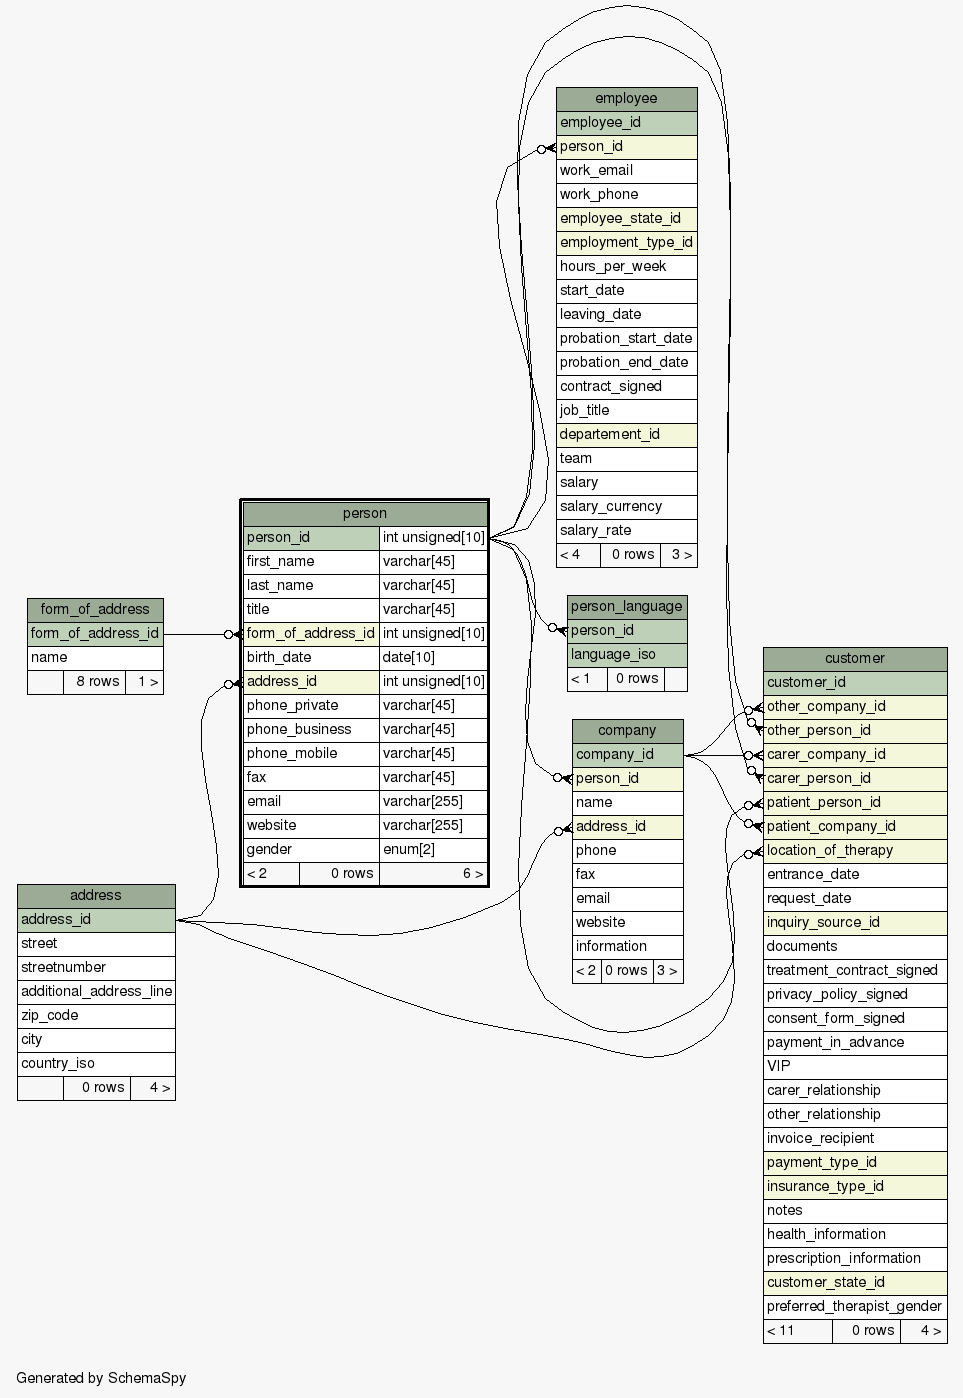 employee
employee_id
person_id
work_email
work_phone
employee_state_id
employment_type_id
hours_per_week
start_date
leaving_date
probation_start_date
probation_end_date
contract_signed
job_title
departement_id
team
salary
salary_currency
salary_rate
< 4 0 rows 3 >
person
person_id int unsigned[10]
first_name varchar[45]
last_name varchar[45]
title varchar[45]
form_of_address_id int unsigned[10]
birth_date date[10]
address_id int unsigned[10]
phone_private varchar[45]
phone_business varchar[45]
phone_mobile varchar[45]
fax varchar[45]
email varchar[255]
website varchar[255]
gender enum[2]
< 2 0 rows 6 >
form_of_address
form_of_address_id
name
8 rows 1 >
person_language
person_id
language_iso
< 1 0 rows
company
company_id
person_id
name
address_id
phone
fax
email
website
information
< 2 0 rows 3 >
customer
customer_id
other_company_id
other_person_id
carer_company_id
carer_person_id
patient_person_id
patient_company_id
location_of_therapy
entrance_date
request_date
inquiry_source_id
documents
treatment_contract_signed
privacy_policy_signed
consent_form_signed
payment_in_advance
VIP
carer_relationship
other_relationship
invoice_recipient
payment_type_id
insurance_type_id
notes
health_information
prescription_information
customer_state_id
preferred_therapist_gender
< 11 0 rows 4 >
address
address_id
street
streetnumber
additional_address_line
zip_code
city
country_iso
0 rows 4 >
Generated by SchemaSpy